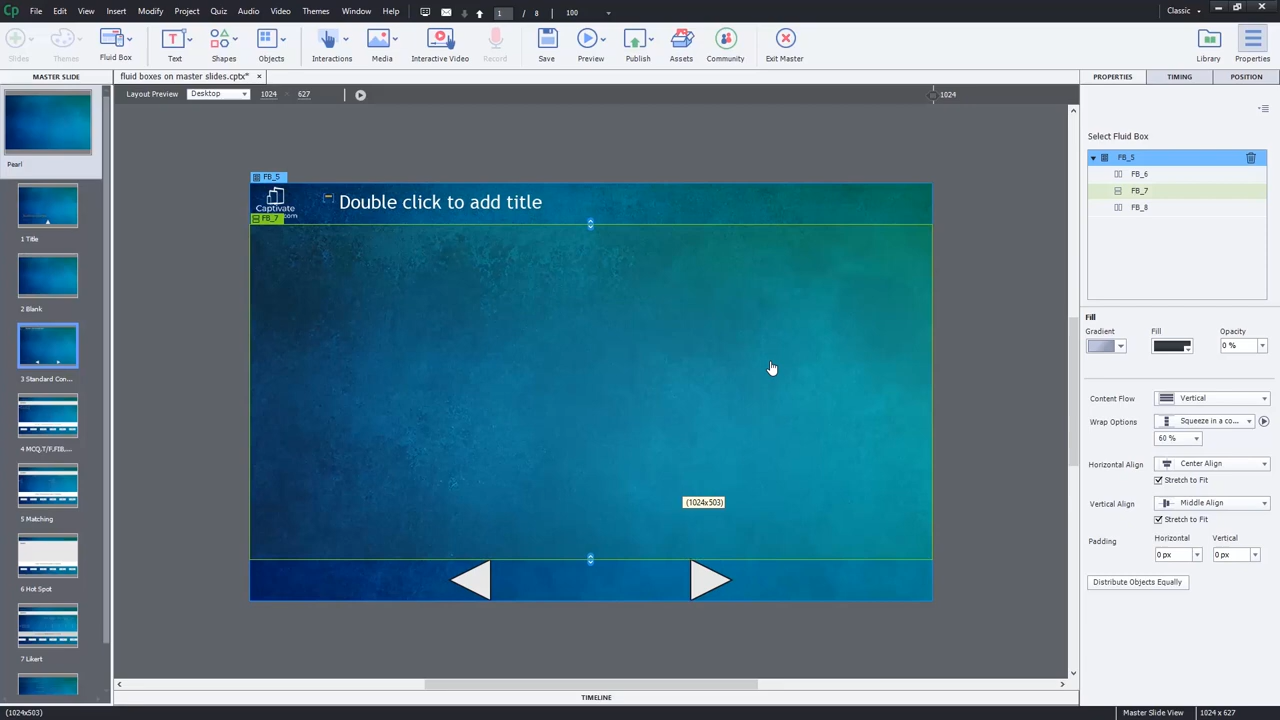 Cp File Edit View Insert Modify Project Quiz Audio Video Themes Window Help 1 / 8 100 Classic
Slides Themes Fluid Box Text Shapes Objects Interactions Media Interactive Video Record Save Preview Publish Assets Community Exit Master Library Properties
MASTER SLIDE fluid boxes on master slides.cptx* PROPERTIES TIMING POSITION
Layout Preview Desktop 1024 627 1024
Pearl
1 Title
2 Blank
3 Standard Con...
4 MCQ,T/F,FIB,...
5 Matching
6 Hot Spot
7 Likert
FB_5
Captivate
com
Double click to add title
FB_7
(1024x503)
Select Fluid Box
FB_5
FB_6
FB_7
FB_8
Fill
Gradient Fill Opacity
0 %
Content Flow Vertical
Wrap Options Squeeze in a co...
60 %
Horizontal Align Center Align
Stretch to Fit
Vertical Align Middle Align
Stretch to Fit
Padding Horizontal Vertical
0 px 0 px
Distribute Objects Equally
TIMELINE
(1024x503) Master Slide View 1024 x 627